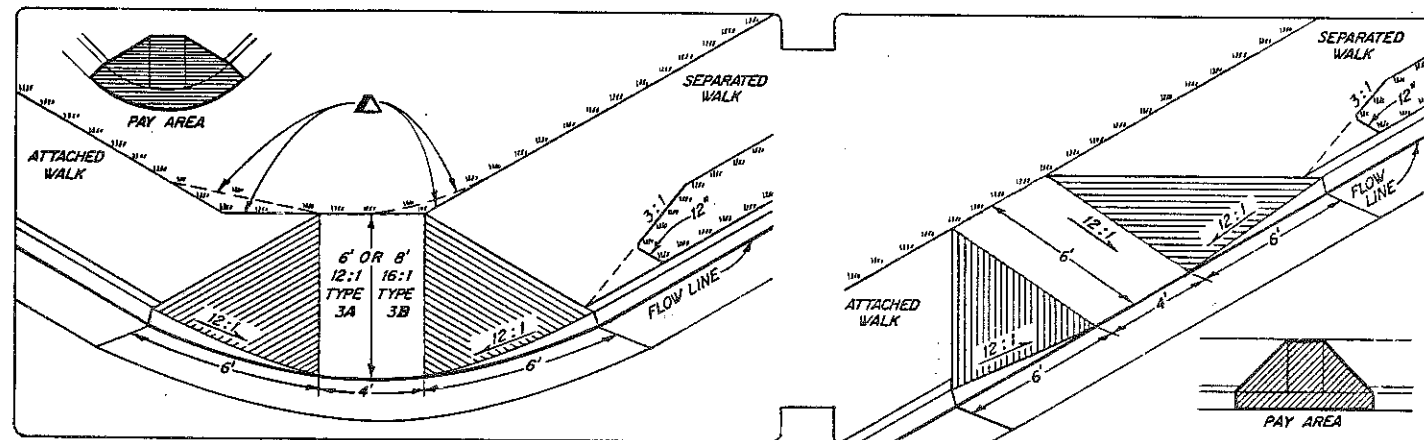 PAY AREA
SEPARATED
WALK
ATTACHED
WALK
3:1
12"
6' OR 8'
12:1 16:1
TYPE TYPE
3A 3B
12:1
12:1
FLOW LINE
6'
4'
6'
SEPARATED
WALK
3:1
12"
FLOW
LINE
12:1
12:1
6'
6'
4'
ATTACHED
WALK
12:1
6'
PAY AREA